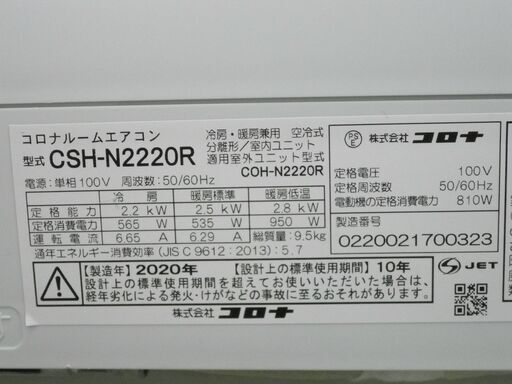 コロナルームエアコン
型式 CSH-N2220R
冷房・暖房兼用 空冷式
分離形/室内ユニット
適用室外ユニット型式)
COH-N2220R
電源:単相100V 周波数:50/60Hz
冷 房 暖房標準 暖房低温
定格能力 2.2 kW 2.5 kW 2.8 kW
定格消費電力 565 W 535 W 950 W
運転電流 6.65 A 6.29 A 総質量:9.5kg
通年エネルギー消費効率(JIS C 9612:2013):5.7
PS
E
株式会社 コロナ
定格電圧 100V
定格周波数 50/60Hz
電動機の定格消費電力 810W
製造番号
0220021700323
【製造年】2020年 【設計上の標準使用期間】10年
設計上の標準使用期間を超えてお使いいただいた場合は、
経年劣化による発火・けがなどの事故に至るおそれがあります。
JET
株式会社 コロナ